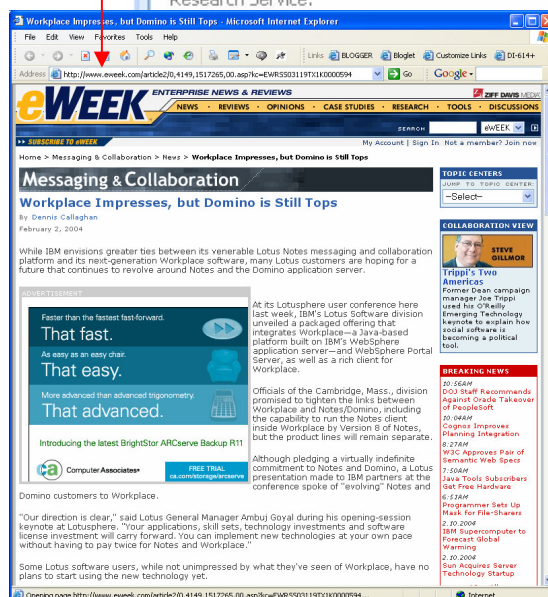 Research Service.
Workplace Impresses, but Domino is Still Tops - Microsoft Internet Explorer
File Edit View Favorites Tools Help
Links BLOGGER Bloglet Customize Links DI-614+
Address http://www.eweek.com/article2/0,4149,1517265,00.asp?kc=EWRSS03119TX1K0000594 Go Google
eWEEK ENTERPRISE NEWS & REVIEWS
ZIFF DAVIS MEDIA
NEWS · REVIEWS · OPINIONS · CASE STUDIES · RESEARCH · TOOLS · DISCUSSIONS
SEARCH eWEEK
SUBSCRIBE TO eWEEK
My Account | Sign In Not a member? Join now
Home > Messaging & Collaboration > News > Workplace Impresses, but Domino is Still Tops
Messaging & Collaboration
Workplace Impresses, but Domino is Still Tops
By Dennis Callaghan
February 2, 2004
While IBM envisions greater ties between its venerable Lotus Notes messaging and collaboration
platform and its next-generation Workplace software, many Lotus customers are hoping for a
future that continues to revolve around Notes and the Domino application server.
ADVERTISEMENT
Faster than the fastest fast-forward.
That fast.
As easy as an easy chair.
That easy.
More advanced than advanced trigonometry.
That advanced.
Introducing the latest BrightStor ARCserve Backup R11
Computer Associates®
FREE TRIAL
ca.com/storage/arcserve
At its Lotusphere user conference here
last week, IBM's Lotus Software division
unveiled a packaged offering that
integrates Workplace—a Java-based
platform built on IBM's WebSphere
application server—and WebSphere Portal
Server, as well as a rich client for
Workplace.
Officials of the Cambridge, Mass., division
promised to tighten the links between
Workplace and Notes/Domino, including
the capability to run the Notes client
inside Workplace by Version 8 of Notes,
but the product lines will remain separate.
Although pledging a virtually indefinite
commitment to Notes and Domino, a Lotus
presentation made to IBM partners at the
conference spoke of "evolving" Notes and
Domino customers to Workplace.
"Our direction is clear," said Lotus General Manager Ambuj Goyal during his opening-session
keynote at Lotusphere. "Your applications, skill sets, technology investments and software
license investment will carry forward. You can implement new technologies at your own pace
without having to pay twice for Notes and Workplace."
Some Lotus software users, while not unimpressed by what they've seen of Workplace, have no
plans to start using the new technology yet.
TOPIC CENTERS
JUMP TO TOPIC CENTER:
--Select--
COLLABORATION VIEW
STEVE
GILLMOR
Trippi's Two
Americas
Former Dean campaign
manager Joe Trippi
used his O'Reilly
Emerging Technology
keynote to explain how
social software is
becoming a political
tool.
BREAKING NEWS
10:56AM
DOJ Staff Recommends
Against Oracle Takeover
of PeopleSoft
10:04AM
Cognos Improves
Planning Integration
8:27AM
W3C Approves Pair of
Semantic Web Specs
7:50AM
Java Tools Subscribers
Get Free Hardware
6:51AM
Programmer Sets Up
Mask for File-Sharers
2.10.2004
IBM Supercomputer to
Forecast Global
Warming
2.10.2004
Sun Acquires Server
Technology Startup
Opening page http://www.eweek.com/article2/0,4149,1517265,00.asp?kc=EWRSS03119TX1K0000594...
Internet